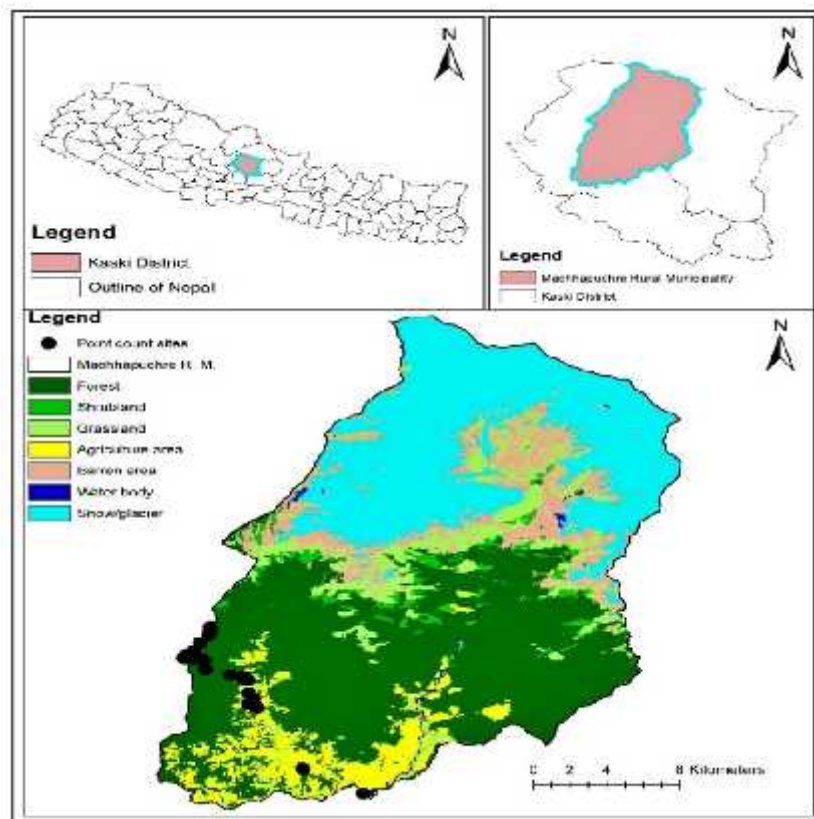 N
Legend
Kaski District
Outline of Nepal
N
Legend
Machhapuchre Rural Municipality
Kaski District
Legend
Point count sites
Machhapuchre R. M.
Forest
Shrubland
Grassland
Agriculture area
Barren area
Water body
Snow/glacier
N
0 2 4 8 Kilometers